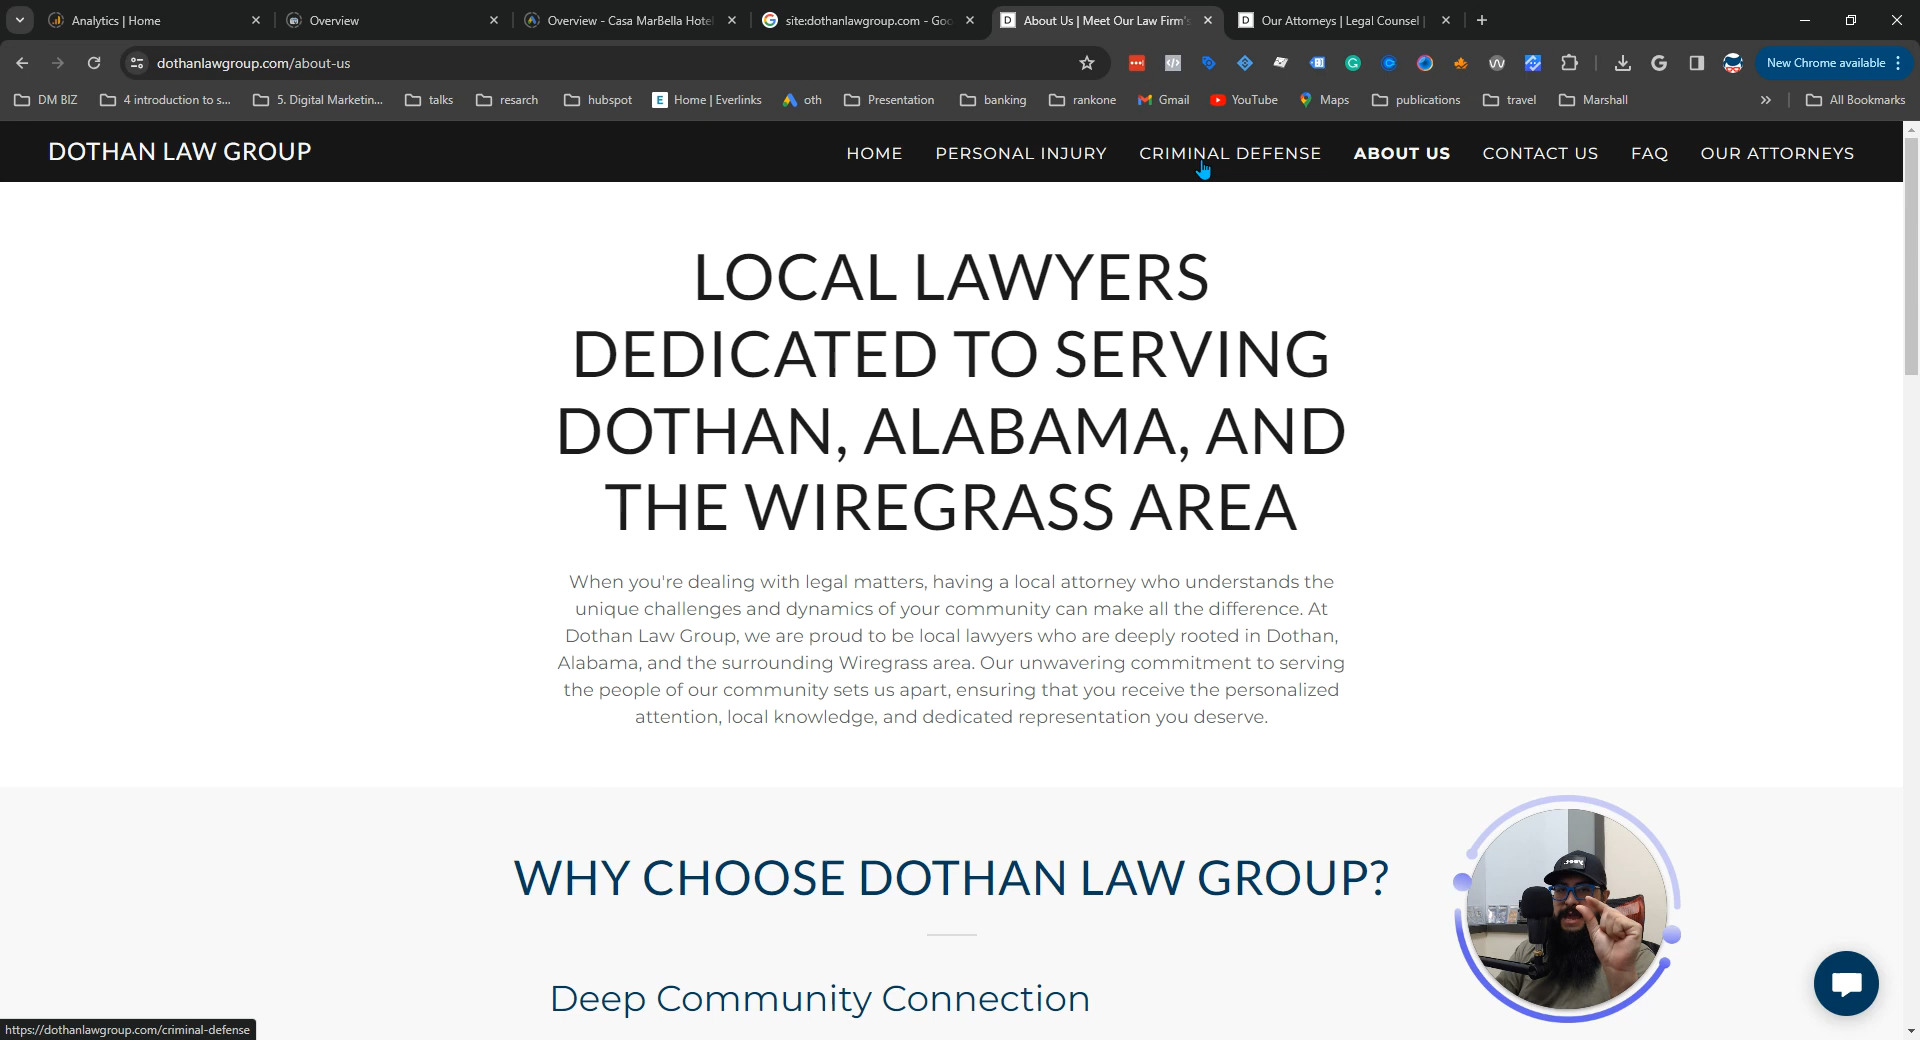 Analytics | Home
Overview
Overview - Casa MarBella Hotel
site:dothanlawgroup.com - Goo
About Us | Meet Our Law Firm's
Our Attorneys | Legal Counsel |
dothanlawgroup.com/about-us
New Chrome available
DM BIZ
4 introduction to s...
5. Digital Marketin...
talks
resarch
hubspot
Home | Everlinks
oth
Presentation
banking
rankone
Gmail
YouTube
Maps
publications
travel
Marshall
All Bookmarks
DOTHAN LAW GROUP
HOME
PERSONAL INJURY
CRIMINAL DEFENSE
ABOUT US
CONTACT US
FAQ
OUR ATTORNEYS
LOCAL LAWYERS
DEDICATED TO SERVING
DOTHAN, ALABAMA, AND
THE WIREGRASS AREA
When you're dealing with legal matters, having a local attorney who understands the
unique challenges and dynamics of your community can make all the difference. At
Dothan Law Group, we are proud to be local lawyers who are deeply rooted in Dothan,
Alabama, and the surrounding Wiregrass area. Our unwavering commitment to serving
the people of our community sets us apart, ensuring that you receive the personalized
attention, local knowledge, and dedicated representation you deserve.
WHY CHOOSE DOTHAN LAW GROUP?
Deep Community Connection
https://dothanlawgroup.com/criminal-defense